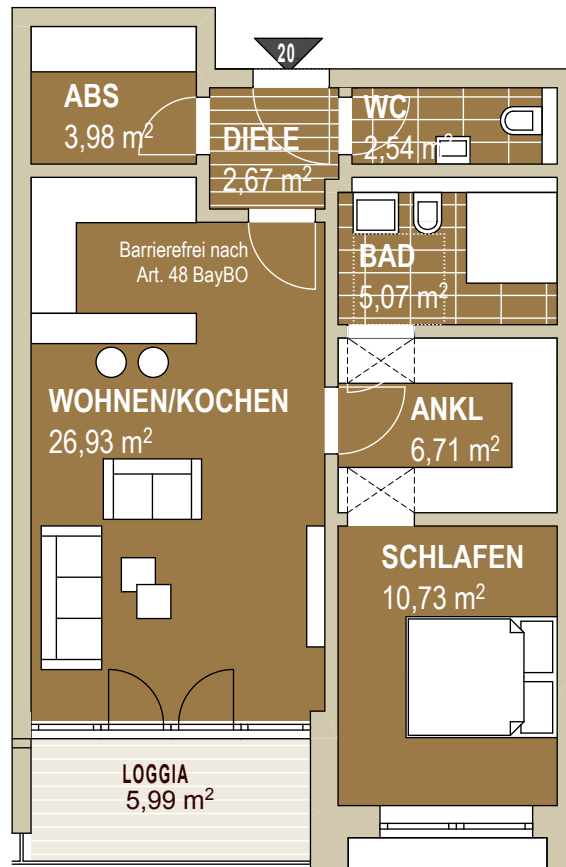 20
ABS
3,98 m²
DIELE
2,67 m²
WC
2,54 m²
Barrierefrei nach
Art. 48 BayBO
BAD
5,07 m²
WOHNEN/KOCHEN
26,93 m²
ANKL
6,71 m²
SCHLAFEN
10,73 m²
LOGGIA
5,99 m²